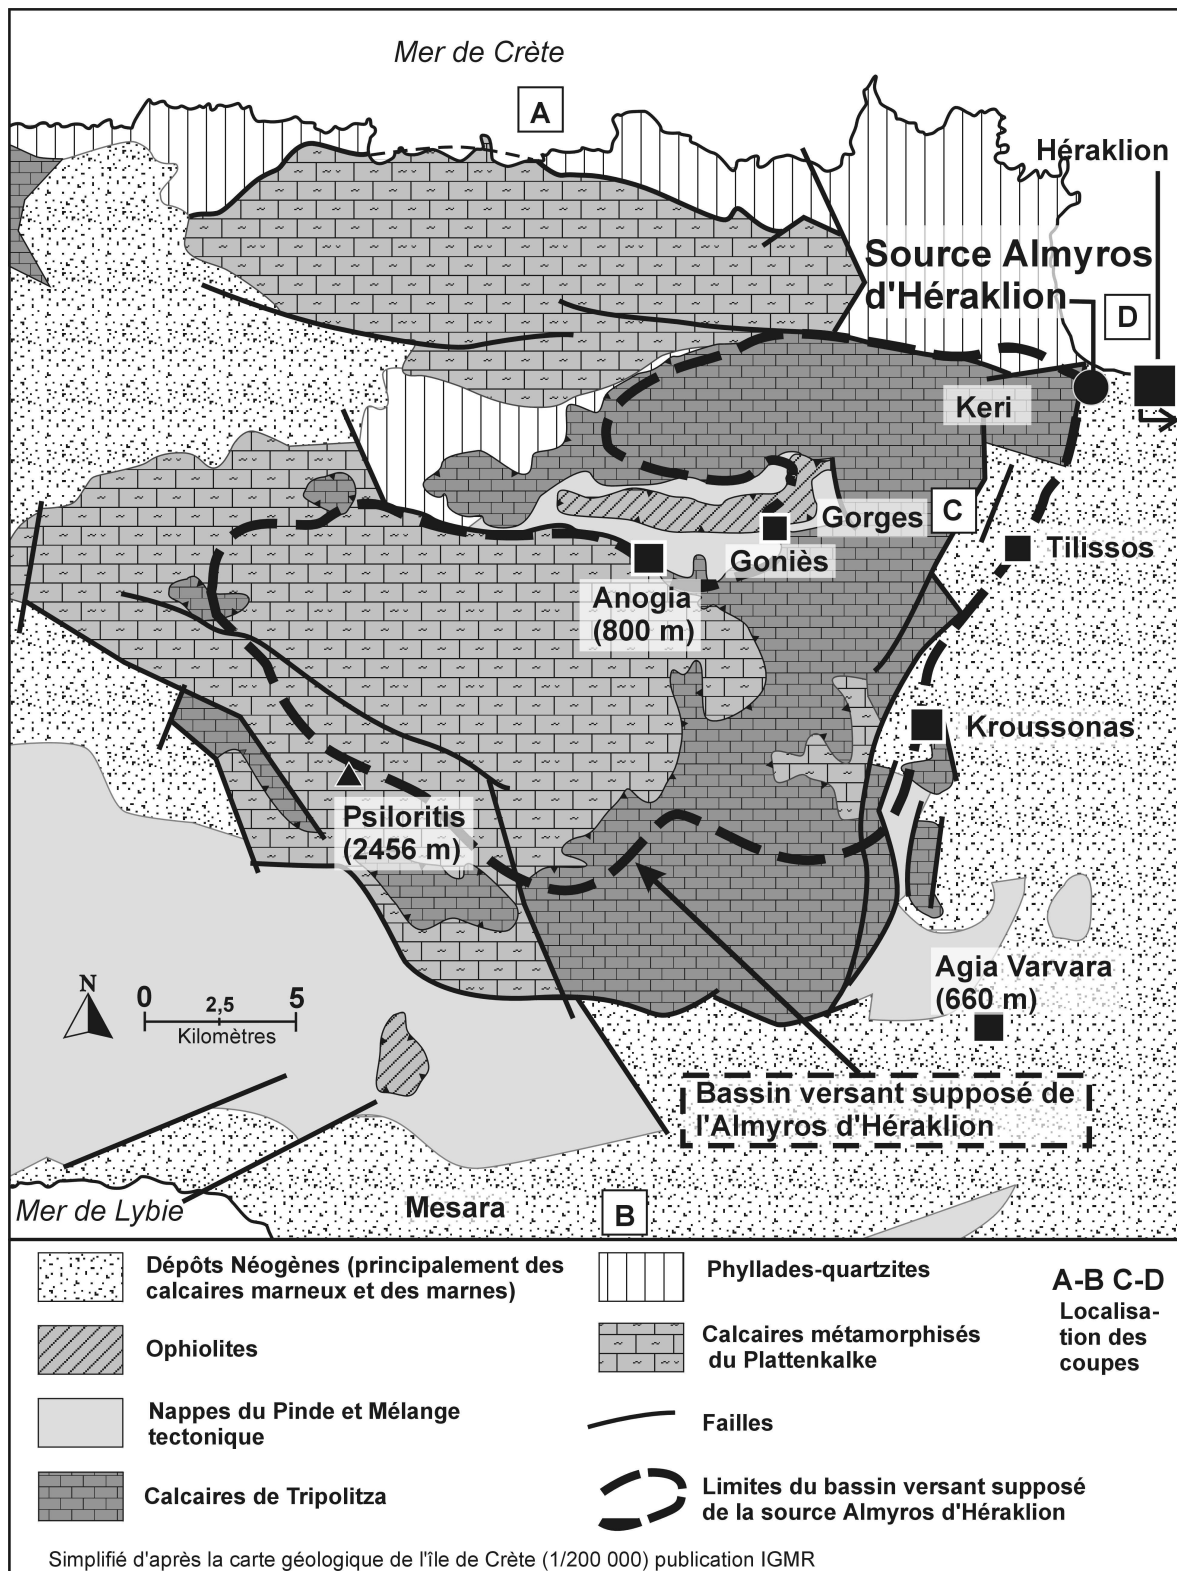 Mer de Crète
A
Héraklion
Source Almyros
d'Héraklion
D
Keri
Gorges
C
Goniès
Tilissos
Anogia
(800 m)
Kroussonas
Psiloritis
(2456 m)
Agia Varvara
(660 m)
N
0
2,5
5
Kilomètres
Bassin versant supposé de
l'Almyros d'Héraklion
Mer de Lybie
Mesara
B
Dépôts Néogènes (principalement des
calcaires marneux et des marnes)
Ophiolites
Nappes du Pinde et Mélange
tectonique
Calcaires de Tripolitza
Phyllades-quartzites
Calcaires métamorphisés
du Plattenkalke
Failles
Limites du bassin versant supposé
de la source Almyros d'Héraklion
A-B C-D
Localisa-
tion des
coupes
Simplifié d'après la carte géologique de l'île de Crète (1/200 000) publication IGMR